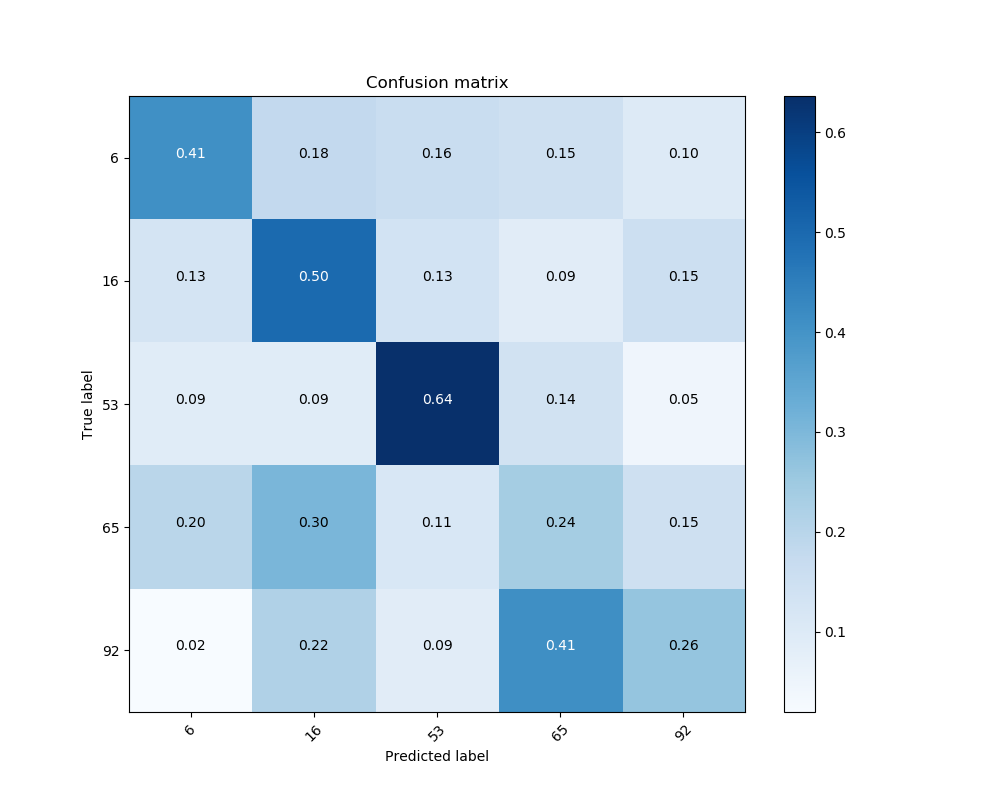 Confusion matrix
True label
6 0.41 0.18 0.16 0.15 0.10
16 0.13 0.50 0.13 0.09 0.15
53 0.09 0.09 0.64 0.14 0.05
65 0.20 0.30 0.11 0.24 0.15
92 0.02 0.22 0.09 0.41 0.26
6 16 53 65 92
Predicted label
0.6
0.5
0.4
0.3
0.2
0.1